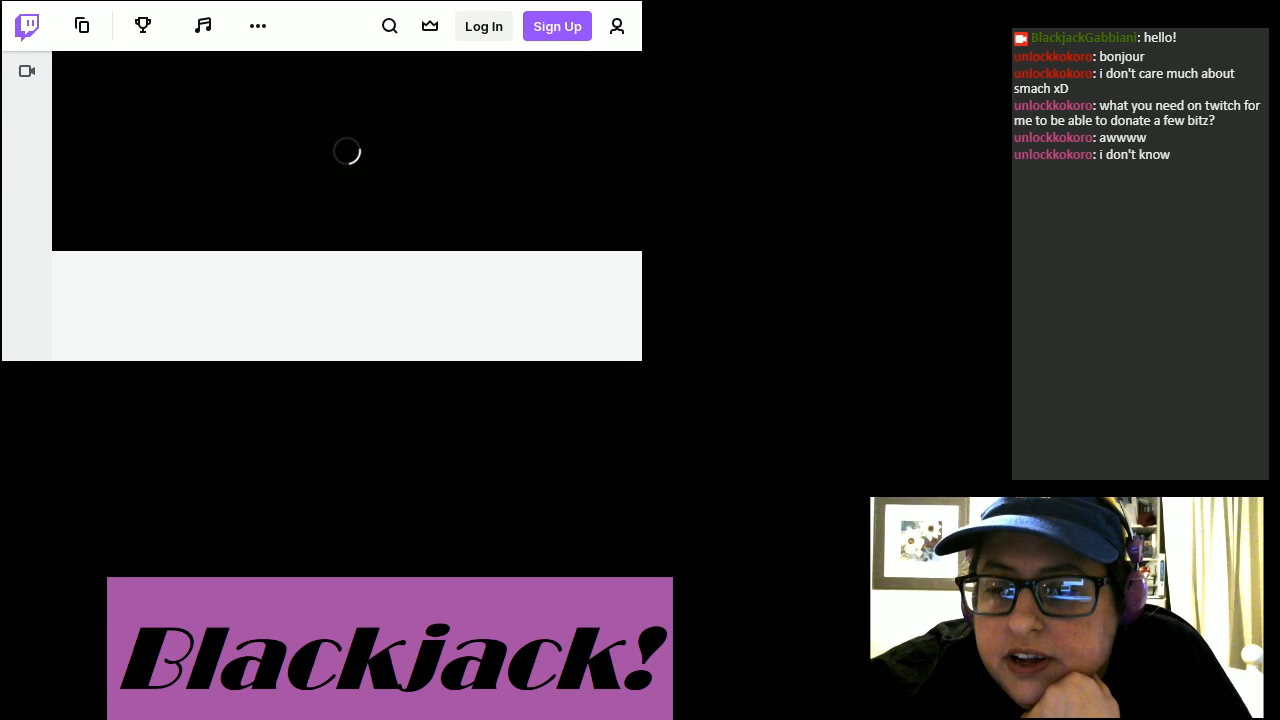 Log In
Sign Up
BlackjackGabbiani: hello!
unlockkokoro: bonjour
unlockkokoro: i don't care much about
smach xD
unlockkokoro: what you need on twitch for
me to be able to donate a few bitz?
unlockkokoro: awwww
unlockkokoro: i don't know
Blackjack!